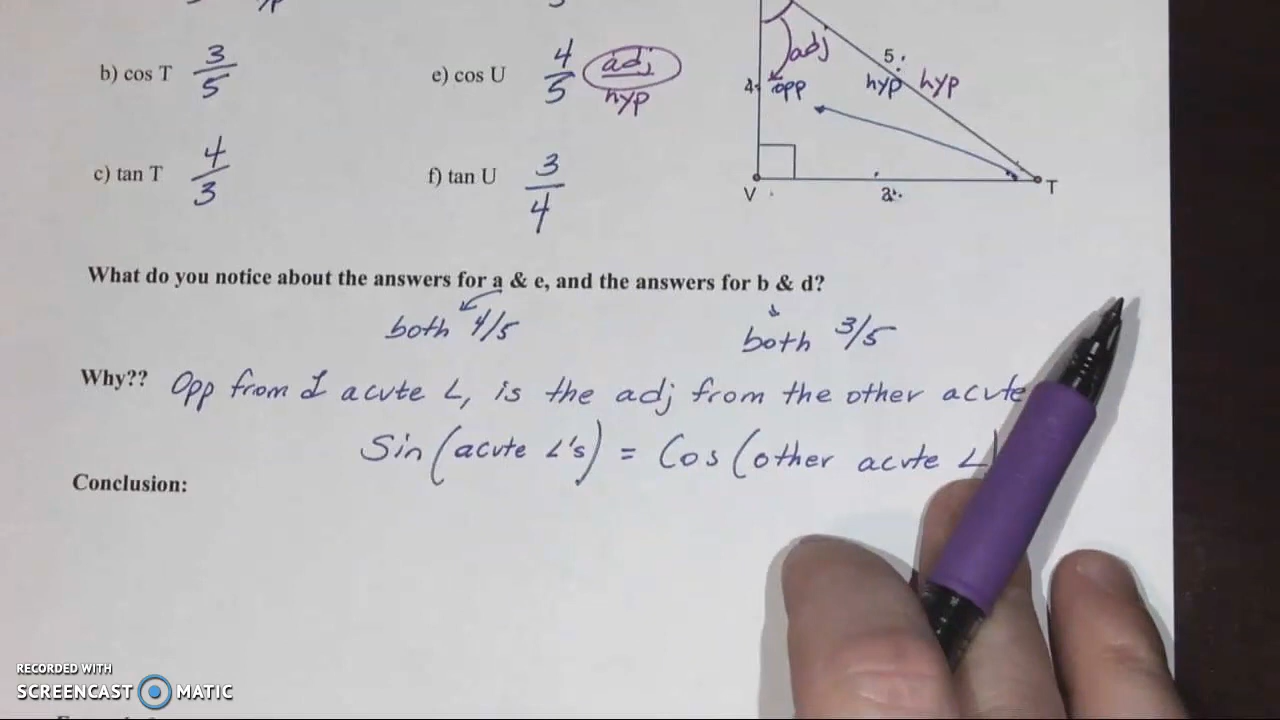 b) cos T 3/5 e) cos U 4/5 adj/hyp
adj
5
4 opp hyp hyp
c) tan T 4/3 f) tan U 3/4
V T
What do you notice about the answers for a & e, and the answers for b & d?
both 4/5 both 3/5
Why?? Opp from 1 acute ∠, is the adj from the other acute
Sin (acute ∠'s) = Cos (other acute ∠)
Conclusion:
RECORDED WITH
SCREENCAST MATIC